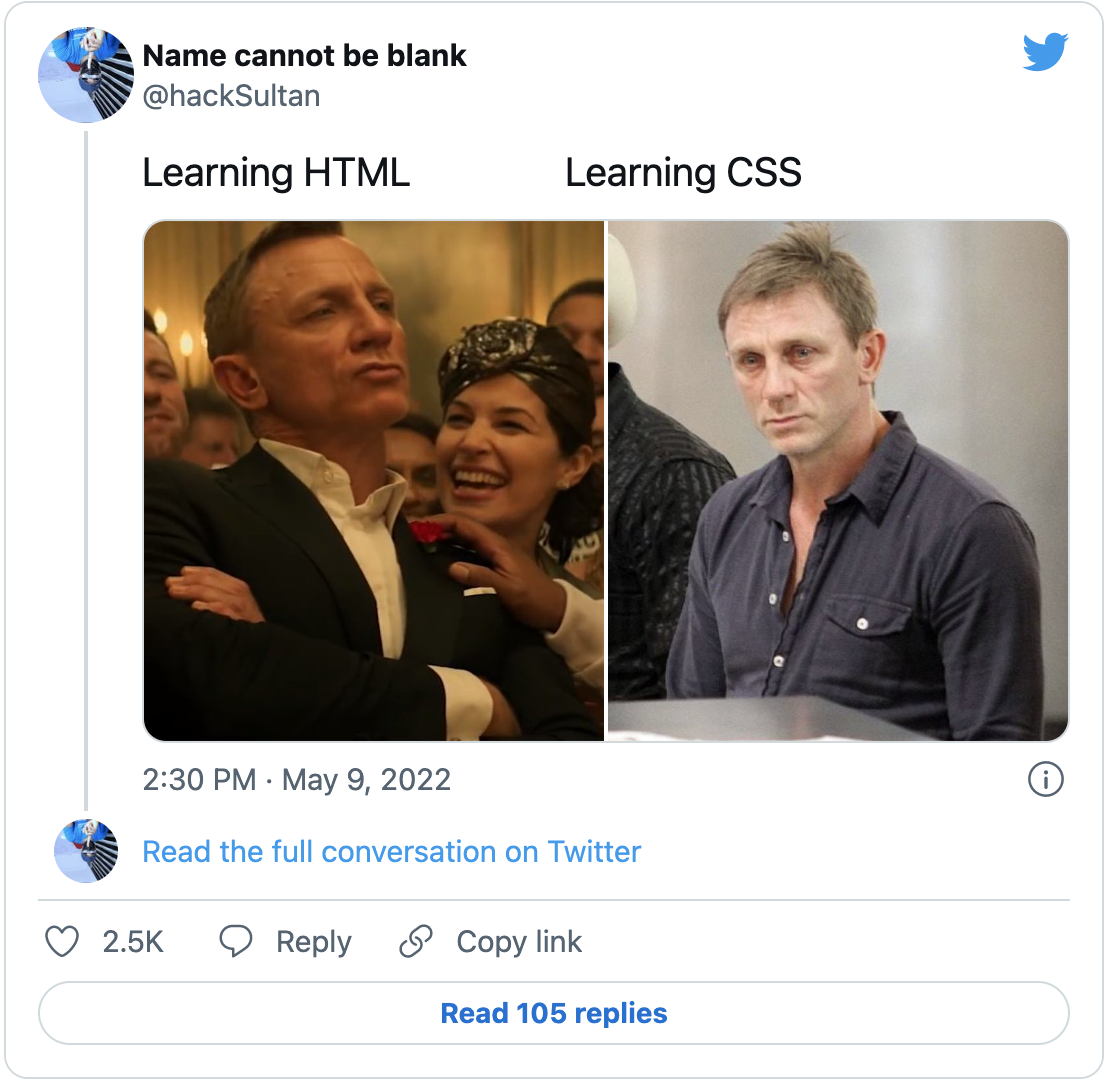 Name cannot be blank
@hackSultan
Learning HTML Learning CSS
2:30 PM · May 9, 2022
Read the full conversation on Twitter
2.5K Reply Copy link
Read 105 replies